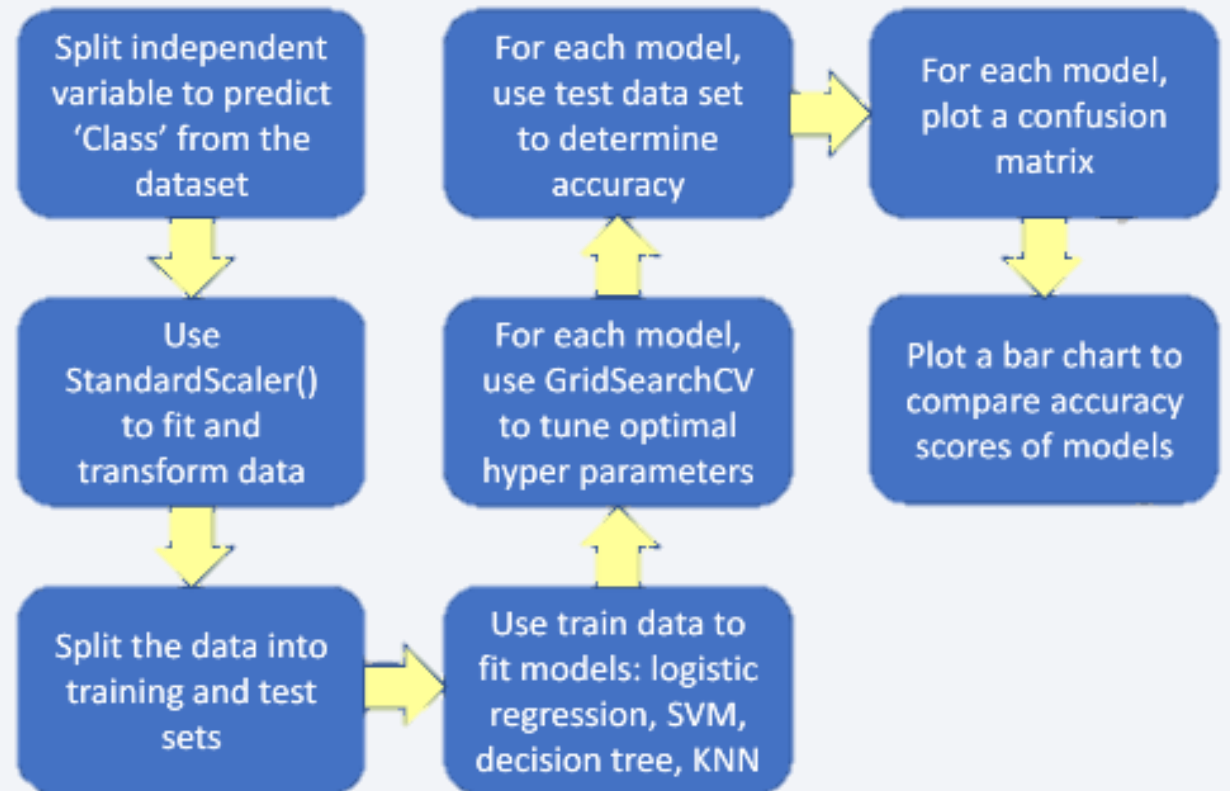 Split independent
variable to predict
‘Class’ from the
dataset
Use
StandardScaler()
to fit and
transform data
Split the data into
training and test
sets
Use train data to
fit models: logistic
regression, SVM,
decision tree, KNN
For each model,
use GridSearchCV
to tune optimal
hyper parameters
For each model,
use test data set
to determine
accuracy
For each model,
plot a confusion
matrix
Plot a bar chart to
compare accuracy
scores of models